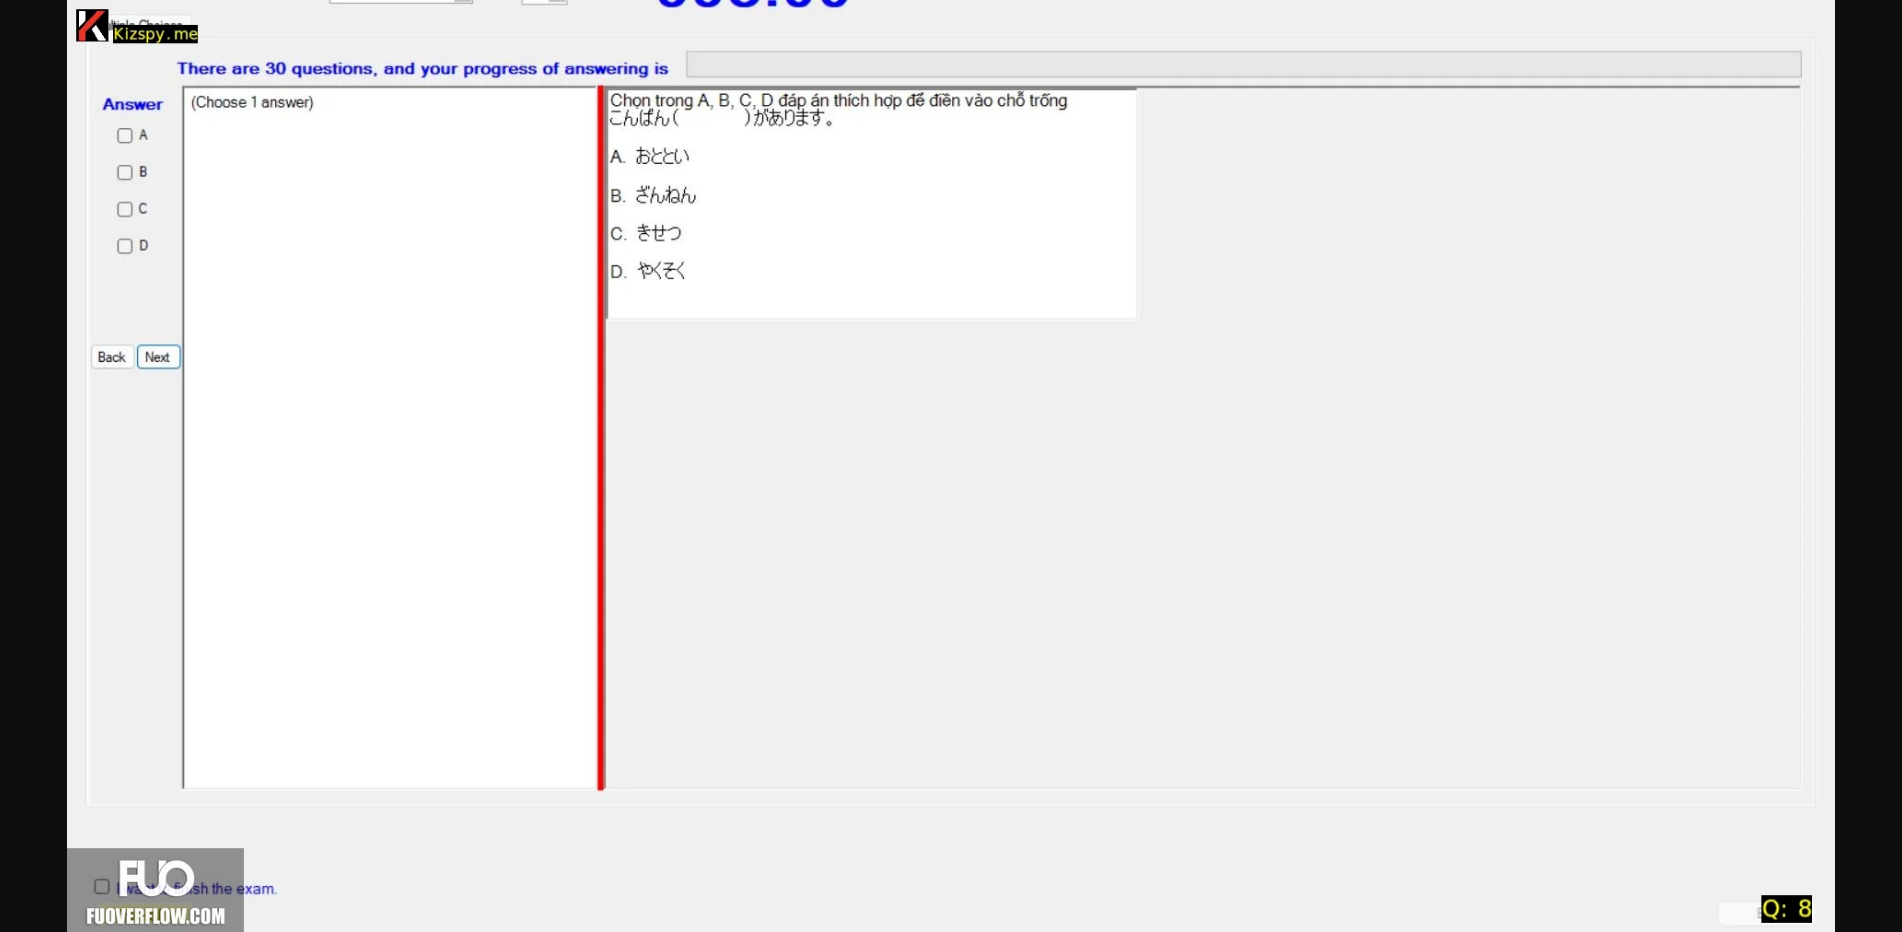 Kizspy.me
There are 30 questions, and your progress of answering is
Answer
(Choose 1 answer)
A
B
C
D
Back
Next
Chọn trong A, B, C, D đáp án thích hợp để điền vào chỗ trống
こんばん( )があります。
A. おととい
B. ざんねん
C. きせつ
D. やくそく
FUO
finish the exam.
FUOVERFLOW.COM
Q: 8